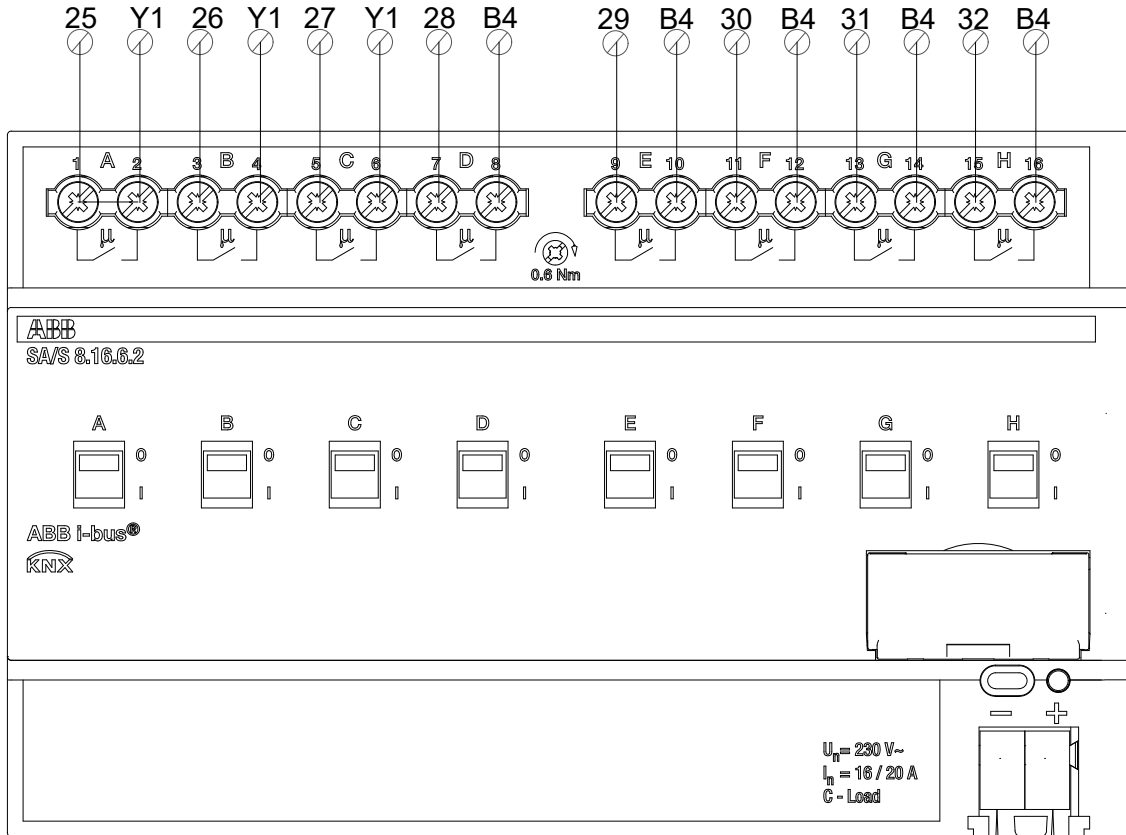 25 Y1 26 Y1 27 Y1 28 B4 29 B4 30 B4 31 B4 32 B4
1 A 2 3 B 4 5 C 6 7 D 8 9 E 10 11 F 12 13 G 14 15 H 16
μ μ μ μ μ μ μ μ
0.6 Nm
ABB
SA/S 8.16.6.2
A B C D E F G H
0 0 0 0 0 0 0 0
I I I I I I I I
ABB i-bus®
KNX
− +
Un= 230 V~
In = 16 / 20 A
C - Load